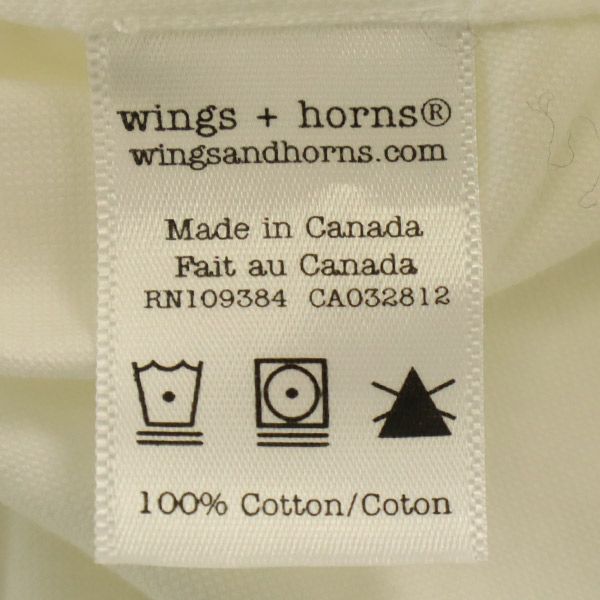 wings + horns®
wingsandhorns.com
Made in Canada
Fait au Canada
RN109384 CA032812
100% Cotton/Coton